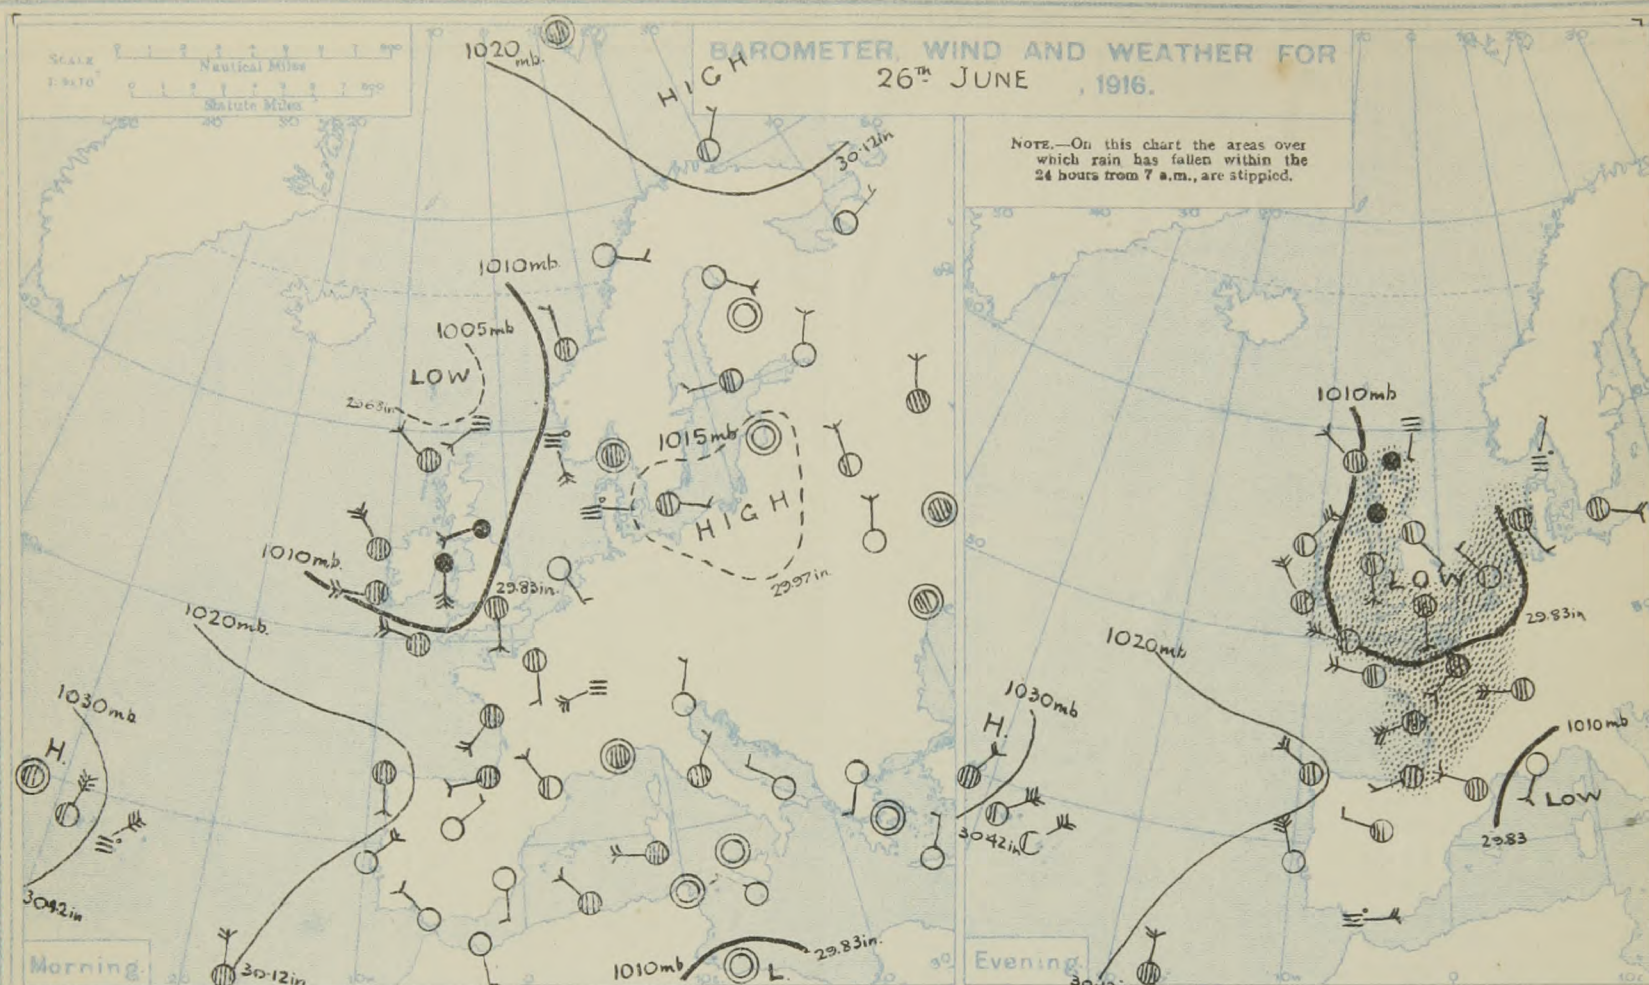 BAROMETER, WIND AND WEATHER FOR
26TH JUNE, 1916.
SCALE
Nautical Miles
Statute Miles
NOTE.—On this chart the areas over
which rain has fallen within the
24 hours from 7 a.m., are stippled.
1020 mb.
HIGH
30.12in
1010mb.
1005mb
LOW
29.68in
1015mb
HIGH
29.97in
1010mb.
29.83in.
1020mb.
1030mb
H.
30.42in
30.12in
1010mb
29.83in.
L.
Morning.
1010mb
LOW
29.83in
1020mb
1030mb
H.
30.42in
1010mb
LOW
29.83
Evening.